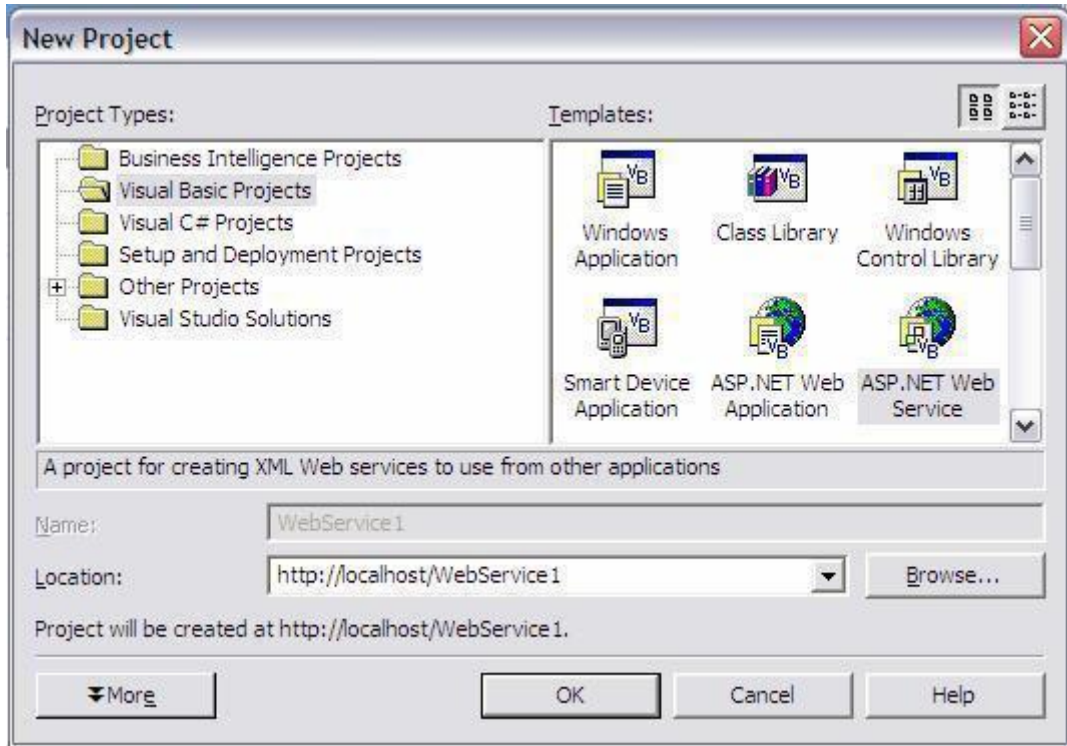 New Project
Project Types:
Templates:
Business Intelligence Projects
Visual Basic Projects
Visual C# Projects
Setup and Deployment Projects
Other Projects
Visual Studio Solutions
Windows Application
Class Library
Windows Control Library
Smart Device Application
ASP.NET Web Application
ASP.NET Web Service
A project for creating XML Web services to use from other applications
Name:
WebService1
Location:
http://localhost/WebService1
Browse...
Project will be created at http://localhost/WebService1.
More
OK
Cancel
Help